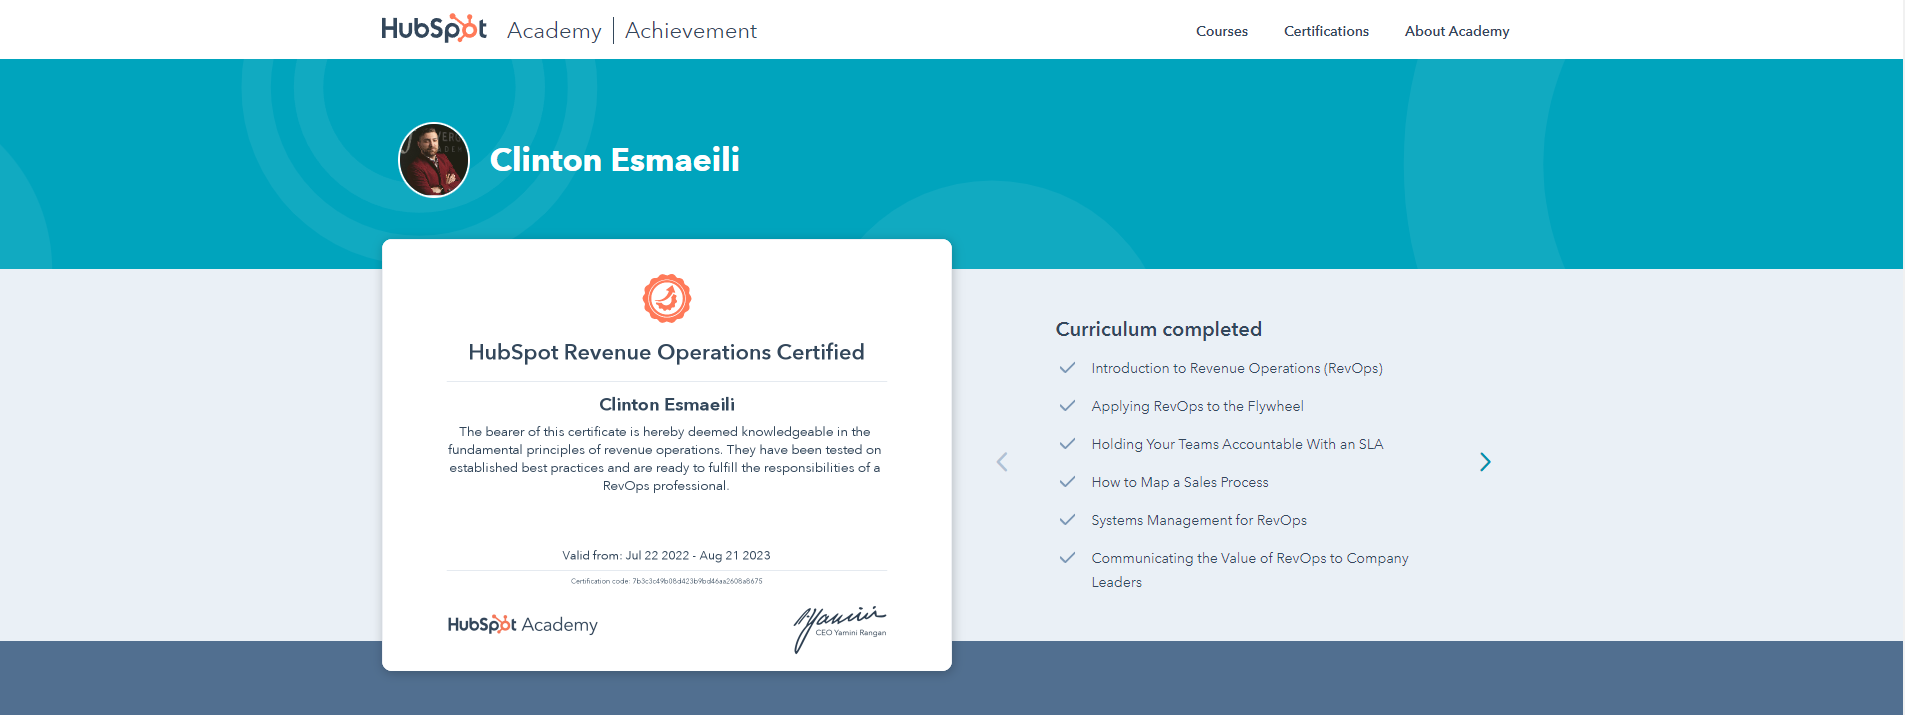 HubSpot Academy | Achievement
Courses Certifications About Academy
Clinton Esmaeili
HubSpot Revenue Operations Certified
Clinton Esmaeili
The bearer of this certificate is hereby deemed knowledgeable in the
fundamental principles of revenue operations. They have been tested on
established best practices and are ready to fulfill the responsibilities of a
RevOps professional.
Valid from: Jul 22 2022 - Aug 21 2023
Certification code: 7b3c3c49b08d423b9bd46aa2608a8675
HubSpot Academy
CEO Yamini Rangan
Curriculum completed
Introduction to Revenue Operations (RevOps)
Applying RevOps to the Flywheel
Holding Your Teams Accountable With an SLA
How to Map a Sales Process
Systems Management for RevOps
Communicating the Value of RevOps to Company
Leaders